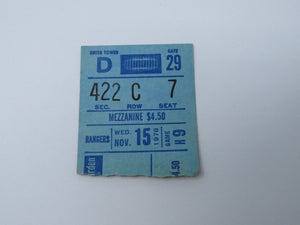 ENTER TOWER GATE
D 29
422 C 7
SEC. ROW SEAT
MEZZANINE $4.50
RANGERS WED. NOV. 15 GAME H9
rden
4.50